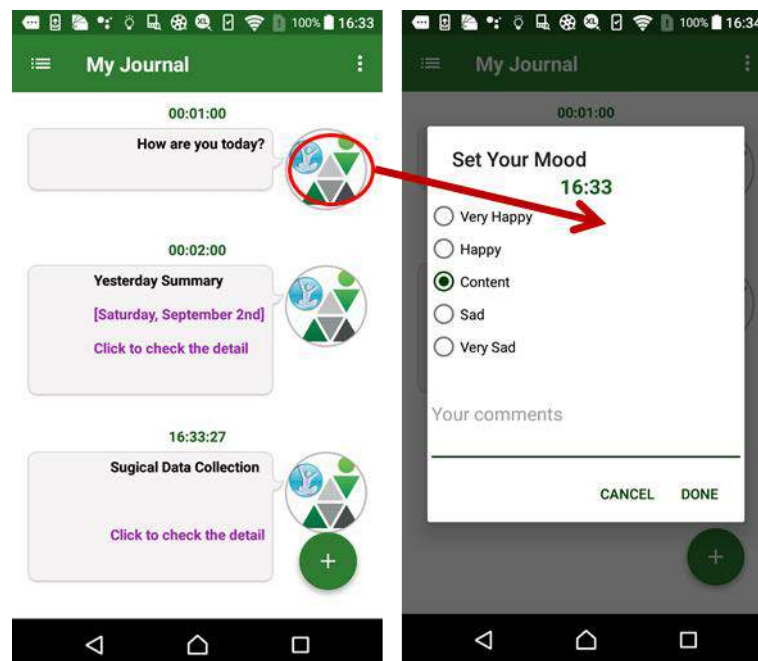 100% 16:33
My Journal
00:01:00
How are you today?
00:02:00
Yesterday Summary
[Saturday, September 2nd]
Click to check the detail
16:33:27
Sugical Data Collection
Click to check the detail
+
XL
100% 16:34
My Journal
00:01:00
Set Your Mood
16:33
Very Happy
Happy
Content
Sad
Very Sad
Your comments
CANCEL DONE
+